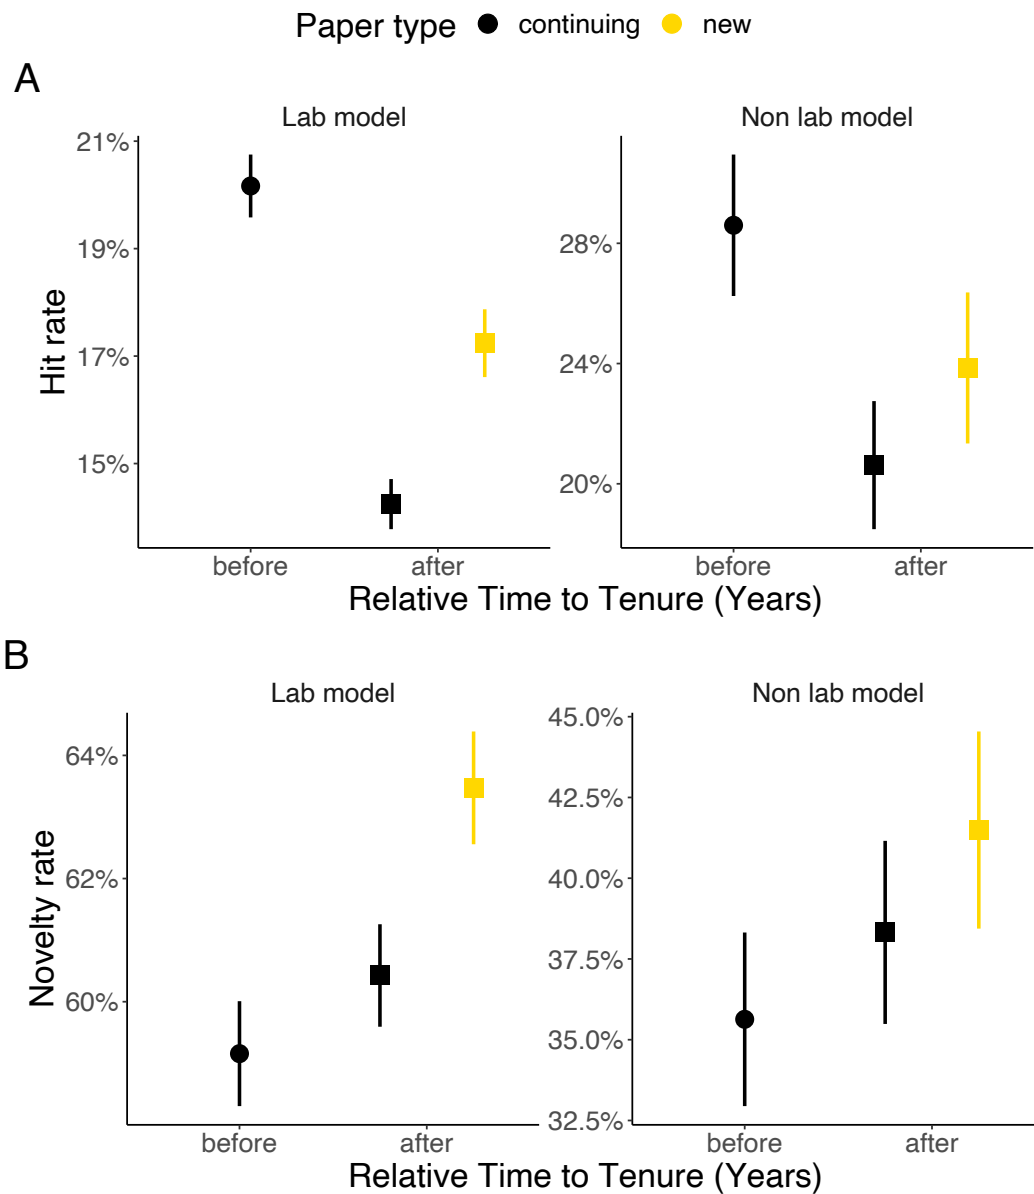 Paper type continuing new
A
Lab model
Non lab model
21%
19%
17%
15%
28%
24%
20%
Hit rate
before after
before after
Relative Time to Tenure (Years)
B
Lab model
Non lab model
64%
62%
60%
45.0%
42.5%
40.0%
37.5%
35.0%
32.5%
Novelty rate
before after
before after
Relative Time to Tenure (Years)